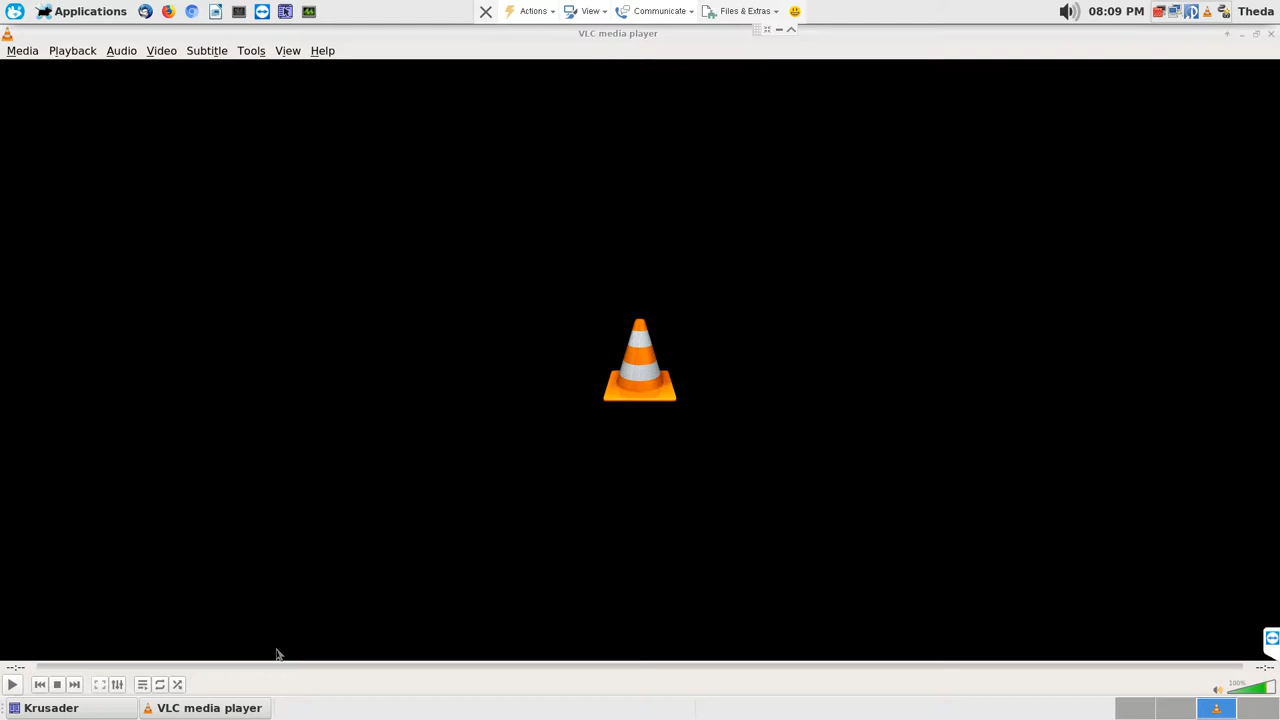 Applications
Actions
View
Communicate
Files & Extras
08:09 PM
Theda
VLC media player
Media
Playback
Audio
Video
Subtitle
Tools
View
Help
--:--
--:--
100%
Krusader
VLC media player